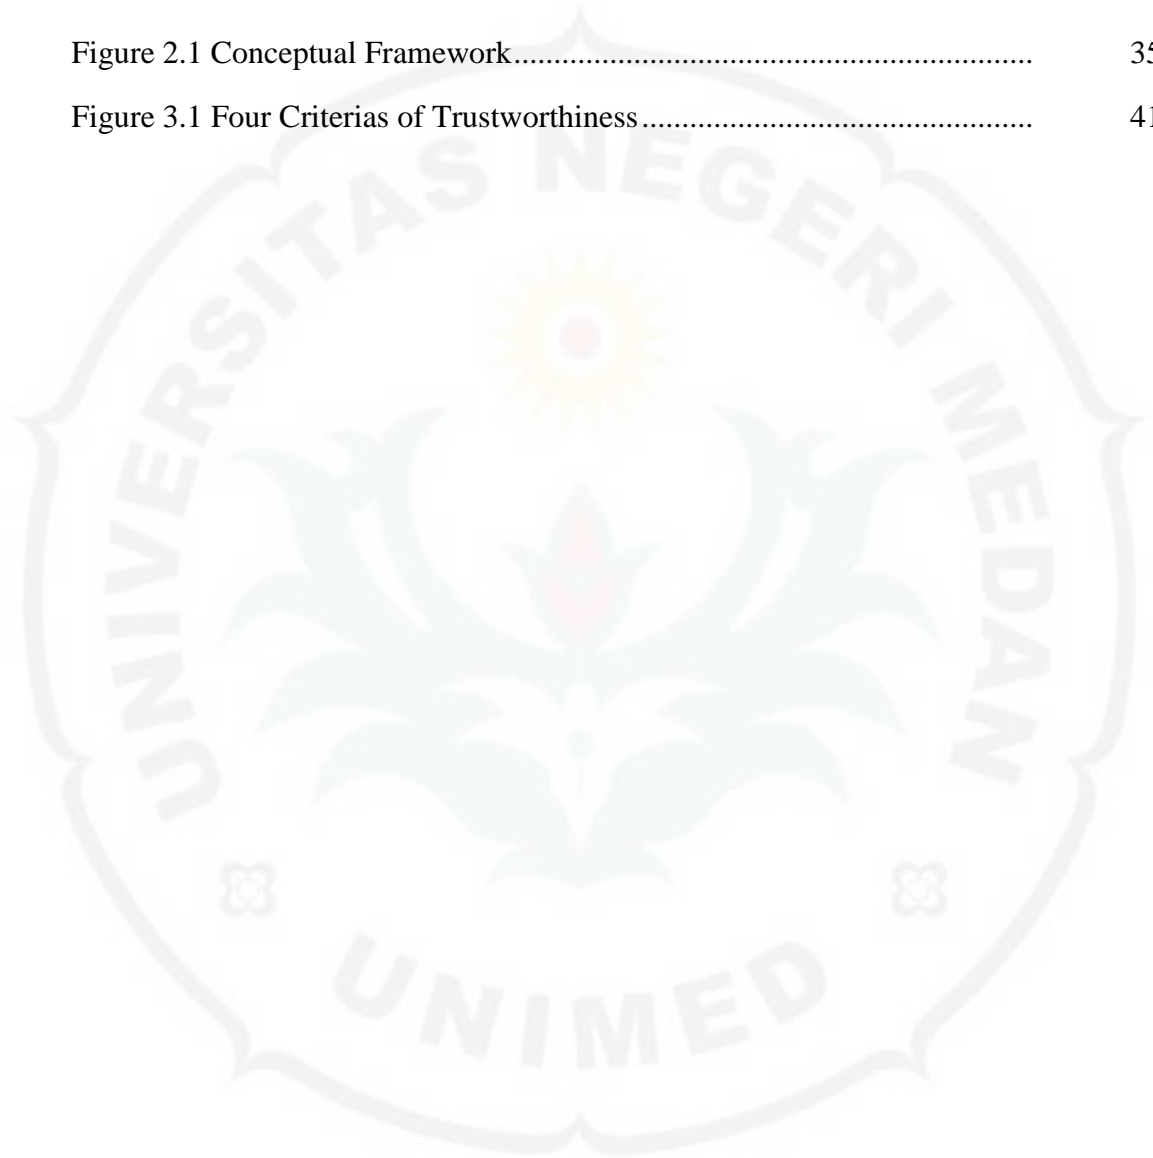 Figure 2.1 Conceptual Framework................................................................ 35
Figure 3.1 Four Criterias of Trustworthiness................................................ 41
UNIVERSITAS NEGERI MEDAN
UNIMED